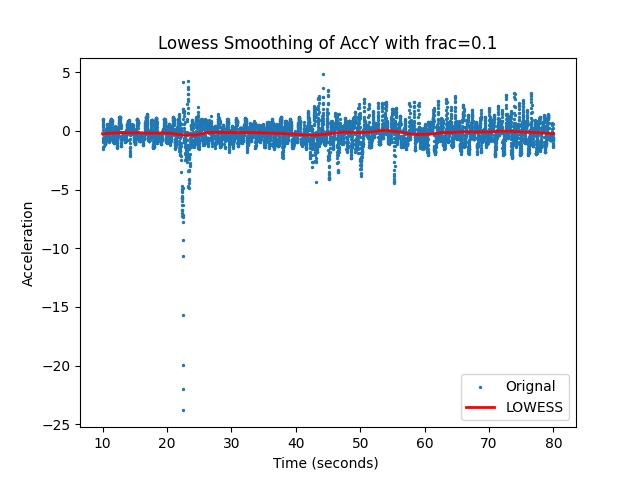 Lowess Smoothing of AccY with frac=0.1
5
0
−5
−10
−15
−20
−25
Acceleration
10 20 30 40 50 60 70 80
Time (seconds)
Orignal
LOWESS